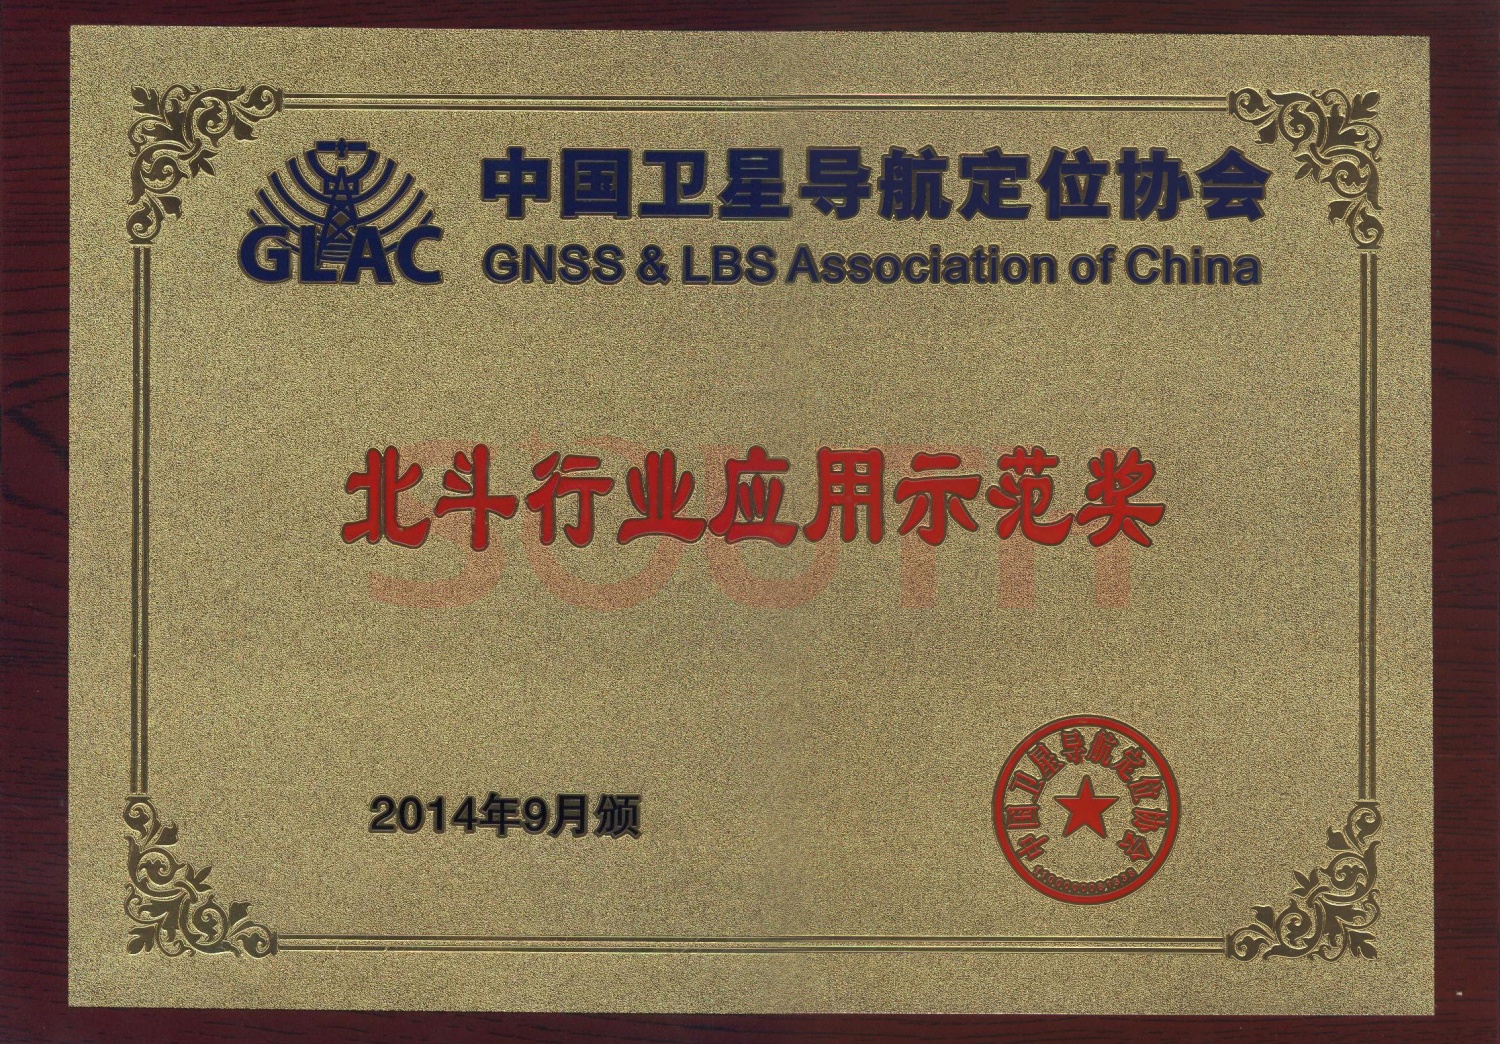 中国卫星导航定位协会
GLAC
GNSS & LBS Association of China
SOUTH
北斗行业应用示范奖
2014年9月颁
中国卫星导航定位协会